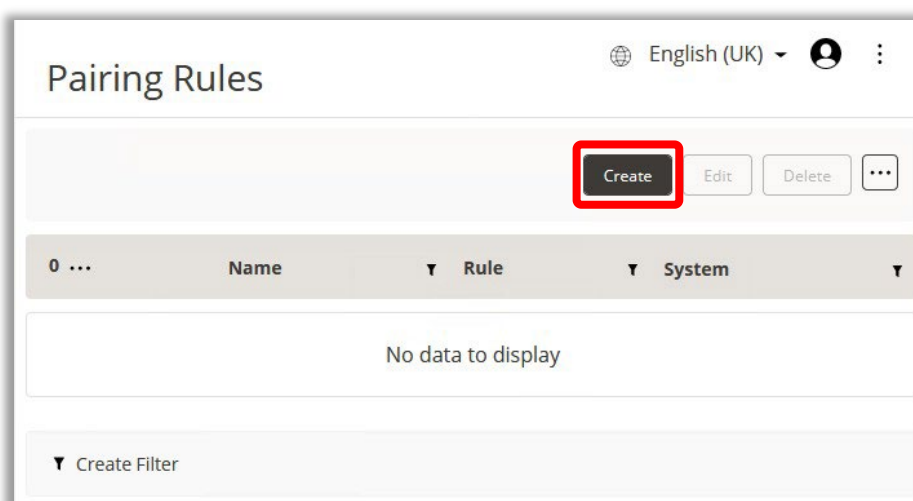 English (UK)
Pairing Rules
Create Edit Delete
0 Name Rule System
No data to display
Create Filter